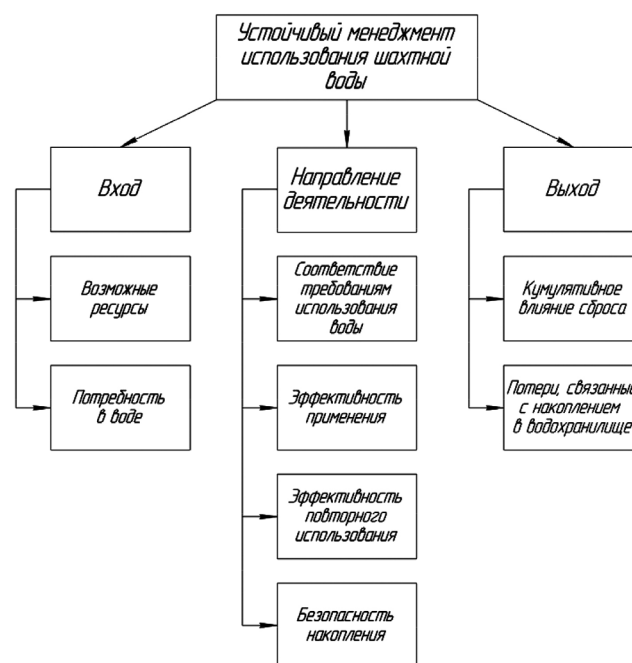 Устойчивый менеджмент
использования шахтной
воды
Вход
Направление
деятельности
Выход
Возможные
ресурсы
Соответствие
требованиям
использования
воды
Кумулятивное
влияние сброса
Потребность
в воде
Эффективность
применения
Потери, связанные
с накоплением
в водохранилище
Эффективность
повторного
использования
Безопасность
накопления